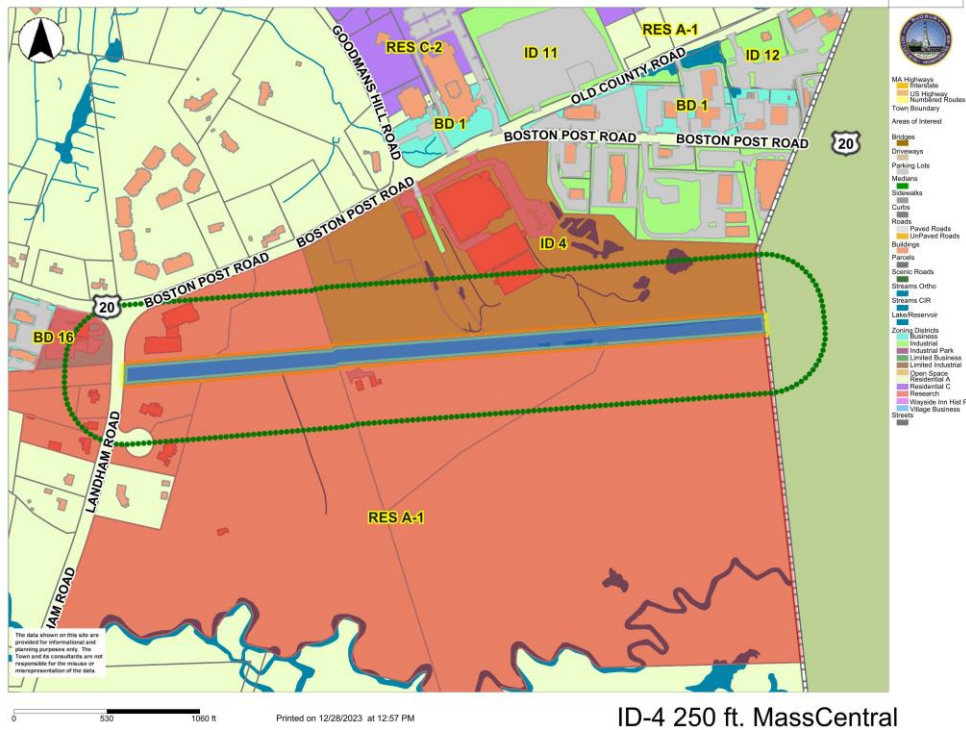 RES C-2
ID 11
RES A-1
ID 12
GOODMANS HILL ROAD
OLD COUNTY ROAD
BD 1
BD 1
BOSTON POST ROAD
BOSTON POST ROAD
20
BOSTON POST ROAD
BOSTON POST ROAD
ID 4
20
BD 16
LANDHAM ROAD
RES A-1
HAM ROAD
The data shown on this site are
provided for informational and
planning purposes only. The
Town and its consultants are not
responsible for the misuse or
misrepresentation of the data.
SUDBURY
MA Highways
Interstate
US Highway
Numbered Routes
Town Boundary
Areas of Interest
Bridges
Driveways
Parking Lots
Medians
Sidewalks
Curbs
Roads
Paved Roads
UnPaved Roads
Buildings
Parcels
Scenic Roads
Streams Ortho
Streams CIR
Lake/Reservoir
Zoning Districts
Business
Industrial
Industrial Park
Limited Business
Limited Industrial
Open Space
Residential A
Residential C
Research
Wayside Inn Hist P
Village Business
Streets
0 530 1060 ft
Printed on 12/28/2023 at 12:57 PM
ID-4 250 ft. MassCentral